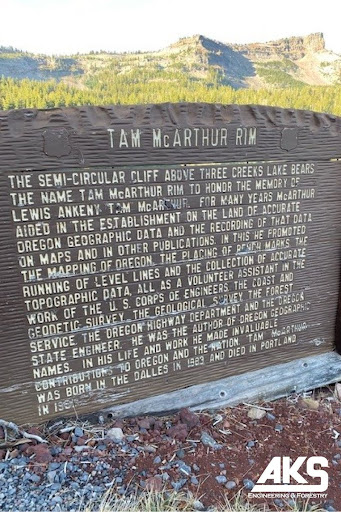 TAM McARTHUR RIM
THE SEMI-CIRCULAR CLIFF ABOVE THREE CREEKS LAKE BEARS
THE NAME TAM McARTHUR RIM TO HONOR THE MEMORY OF
LEWIS ANKENY TAM McARTHUR. FOR MANY YEARS McARTHUR
AIDED IN THE ESTABLISHMENT ON THE LAND OF ACCURATE
OREGON GEOGRAPHIC DATA AND THE RECORDING OF THAT DATA
ON MAPS AND IN OTHER PUBLICATIONS. IN THIS HE PROMOTED
THE MAPPING OF OREGON, THE PLACING OF BENCH MARKS, THE
RUNNING OF LEVEL LINES AND THE COLLECTION OF ACCURATE
TOPOGRAPHIC DATA, ALL AS A VOLUNTEER ASSISTANT IN THE
WORK OF THE U.S. CORPS OF ENGINEERS, THE COAST AND
GEODETIC SURVEY, THE GEOLOGICAL SURVEY, THE FOREST
SERVICE, THE OREGON HIGHWAY DEPARTMENT AND THE OREGON
STATE ENGINEER. HE WAS THE AUTHOR OF OREGON GEOGRAPHIC
NAMES. IN HIS LIFE AND WORK HE MADE INVALUABLE
CONTRIBUTIONS TO OREGON AND THE NATION. TAM McARTHUR
WAS BORN IN THE DALLES IN 1983 AND DIED IN PORTLAND
IN
AKS
ENGINEERING & FORESTRY